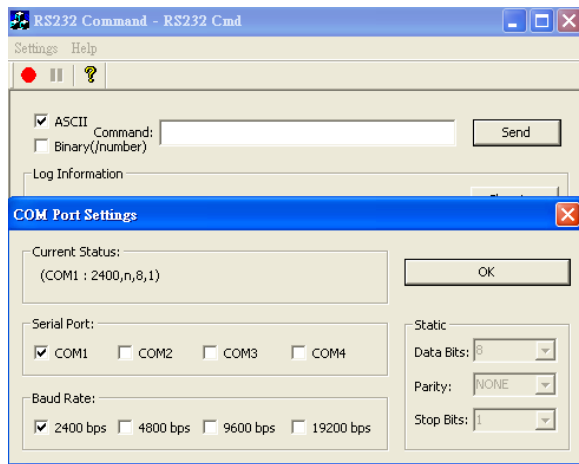 RS232 Command - RS232 Cmd
Settings Help
ASCII
Command:
Binary(/number)
Send
Log Information
COM Port Settings
Current Status:
(COM1 : 2400,n,8,1)
OK
Serial Port:
COM1 COM2 COM3 COM4
Static
Data Bits: 8
Parity: NONE
Stop Bits: 1
Baud Rate:
2400 bps 4800 bps 9600 bps 19200 bps